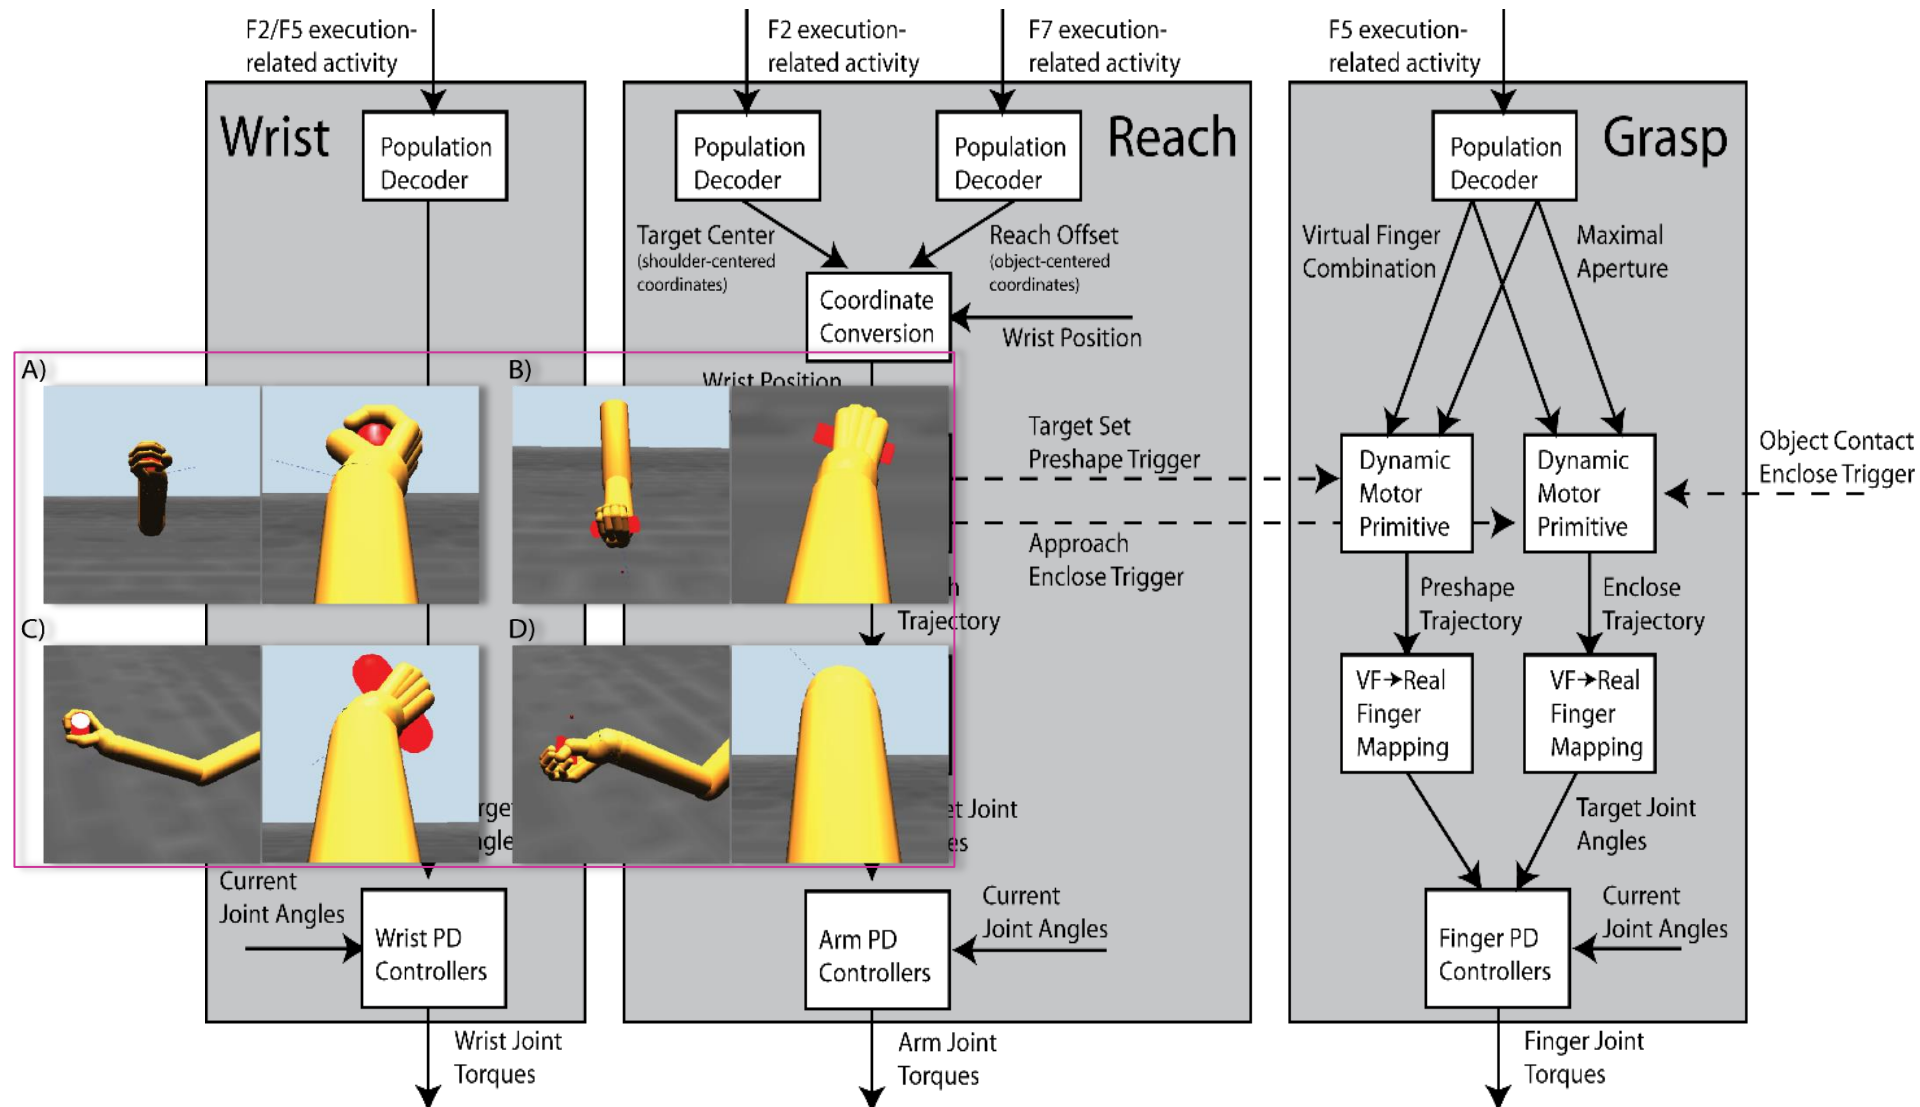 F2/F5 execution-
related activity
F2 execution-
related activity
F7 execution-
related activity
F5 execution-
related activity
Wrist
Population
Decoder
Population
Decoder
Population
Decoder
Reach
Population
Decoder
Grasp
Target Center
(shoulder-centered
coordinates)
Reach Offset
(object-centered
coordinates)
Virtual Finger
Combination
Maximal
Aperture
Coordinate
Conversion
Wrist Position
A)
B)
Wrist Position
Target Set
Preshape Trigger
Approach
Enclose Trigger
Dynamic
Motor
Primitive
Dynamic
Motor
Primitive
Object Contact
Enclose Trigger
Trajectory
Preshape
Trajectory
Enclose
Trajectory
C)
D)
VF→Real
Finger
Mapping
VF→Real
Finger
Mapping
Joint
Target Joint
Angles
Current
Joint Angles
Wrist PD
Controllers
Arm PD
Controllers
Current
Joint Angles
Finger PD
Controllers
Current
Joint Angles
Wrist Joint
Torques
Arm Joint
Torques
Finger Joint
Torques